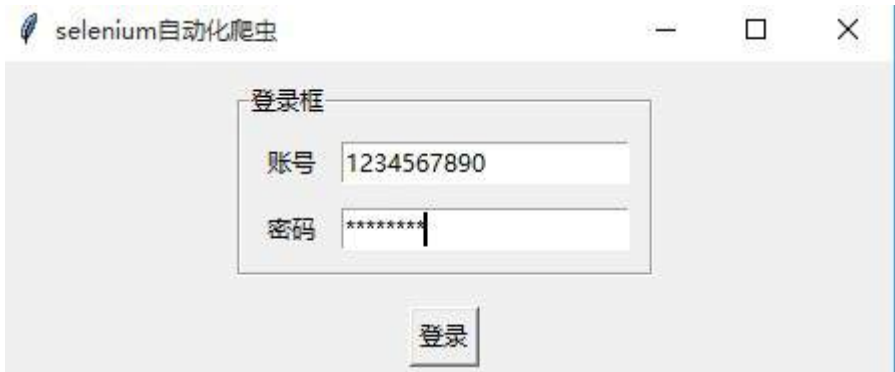 selenium自动化爬虫
登录框
账号 1234567890
密码 ********
登录